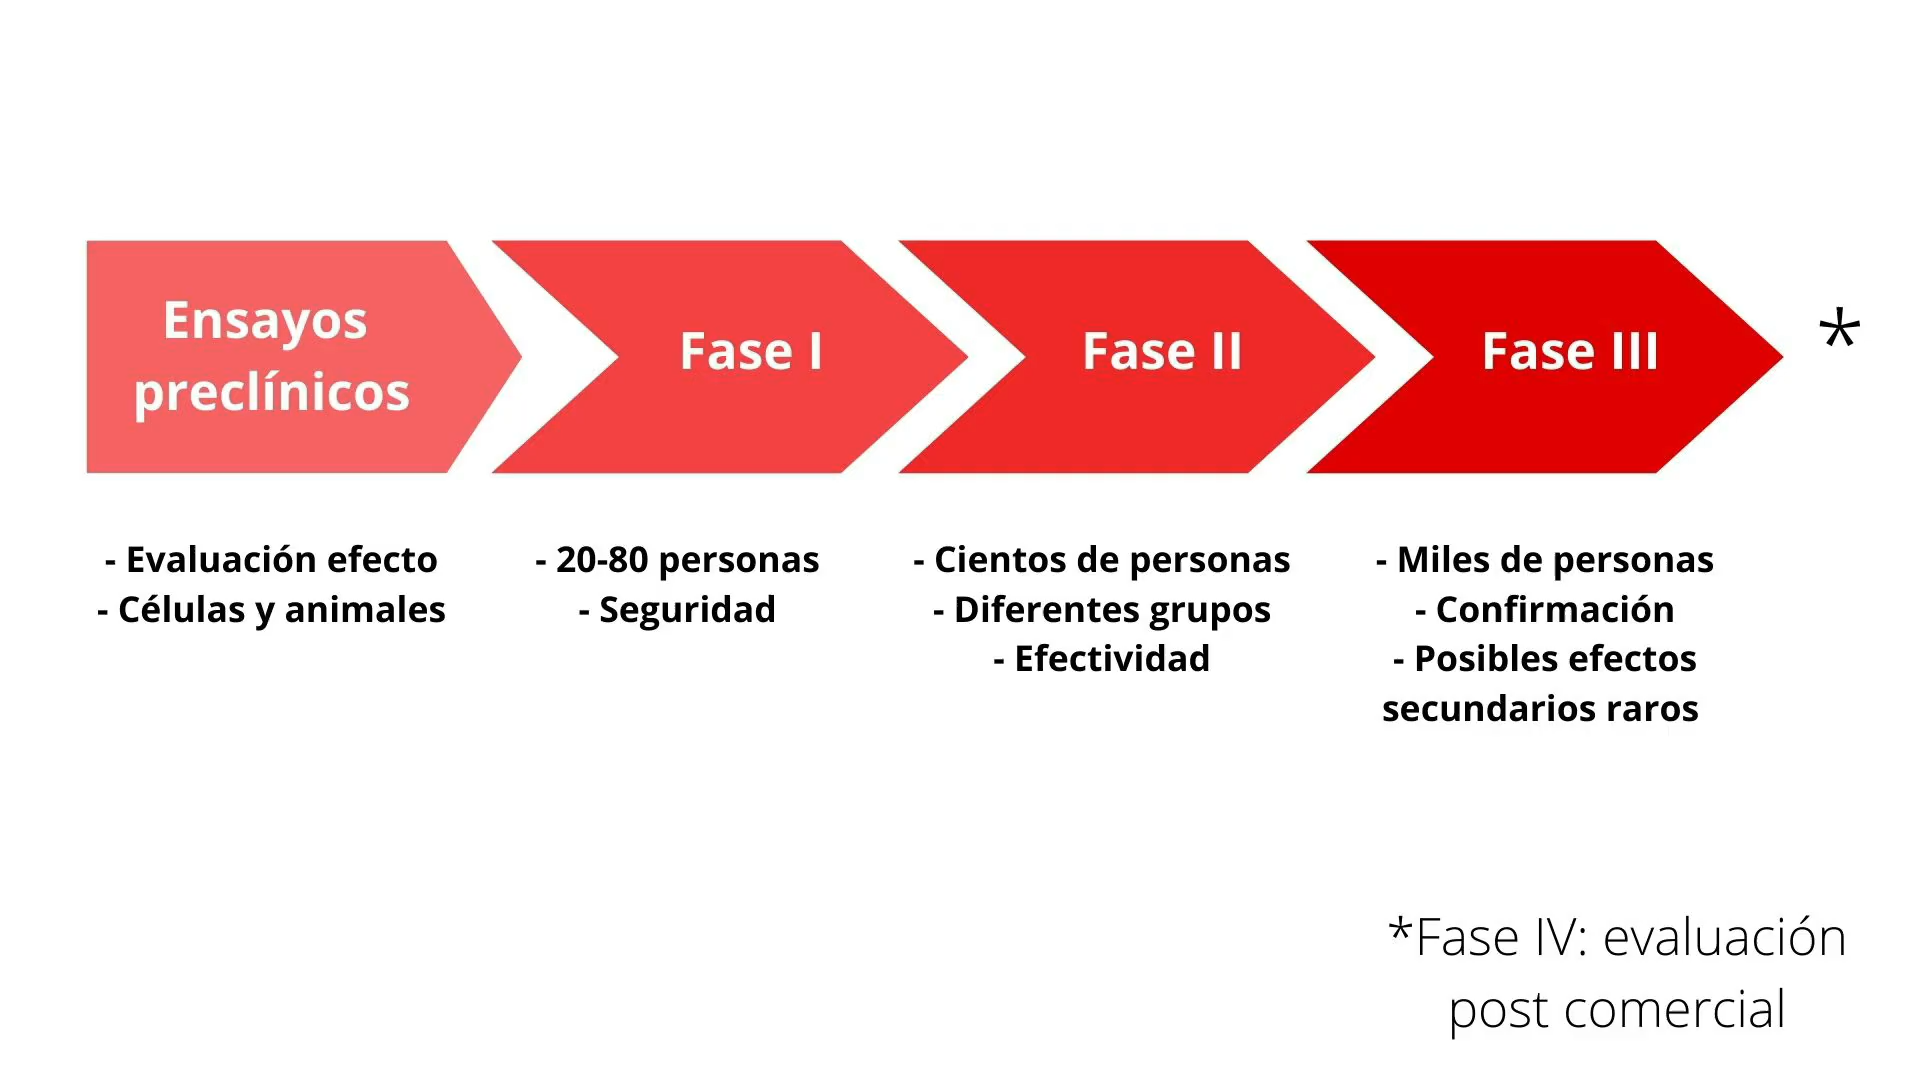 Ensayos
preclínicos
Fase I
Fase II
Fase III
*
- Evaluación efecto
- Células y animales
- 20-80 personas
- Seguridad
- Cientos de personas
- Diferentes grupos
- Efectividad
- Miles de personas
- Confirmación
- Posibles efectos
secundarios raros
*Fase IV: evaluación
post comercial